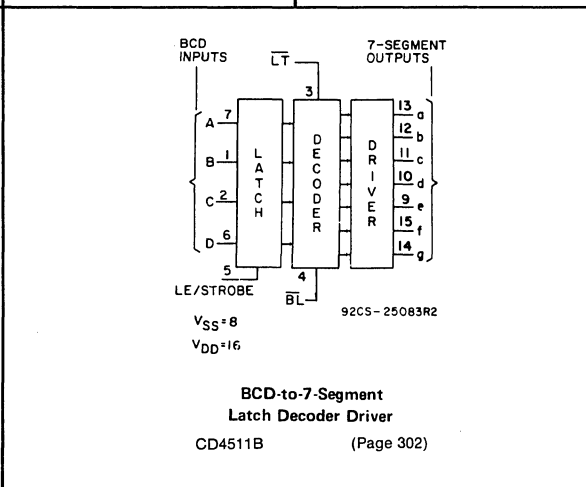 BCD
INPUTS
L̅T̅
7-SEGMENT
OUTPUTS
3
A 7
B 1
C 2
D 6
LATCH
DECODER
DRIVER
13 a
12 b
11 c
10 d
9 e
15 f
14 g
5
LE/STROBE
4
B̅L̅
92CS-25083R2
VSS=8
VDD=16
BCD-to-7-Segment
Latch Decoder Driver
CD4511B (Page 302)